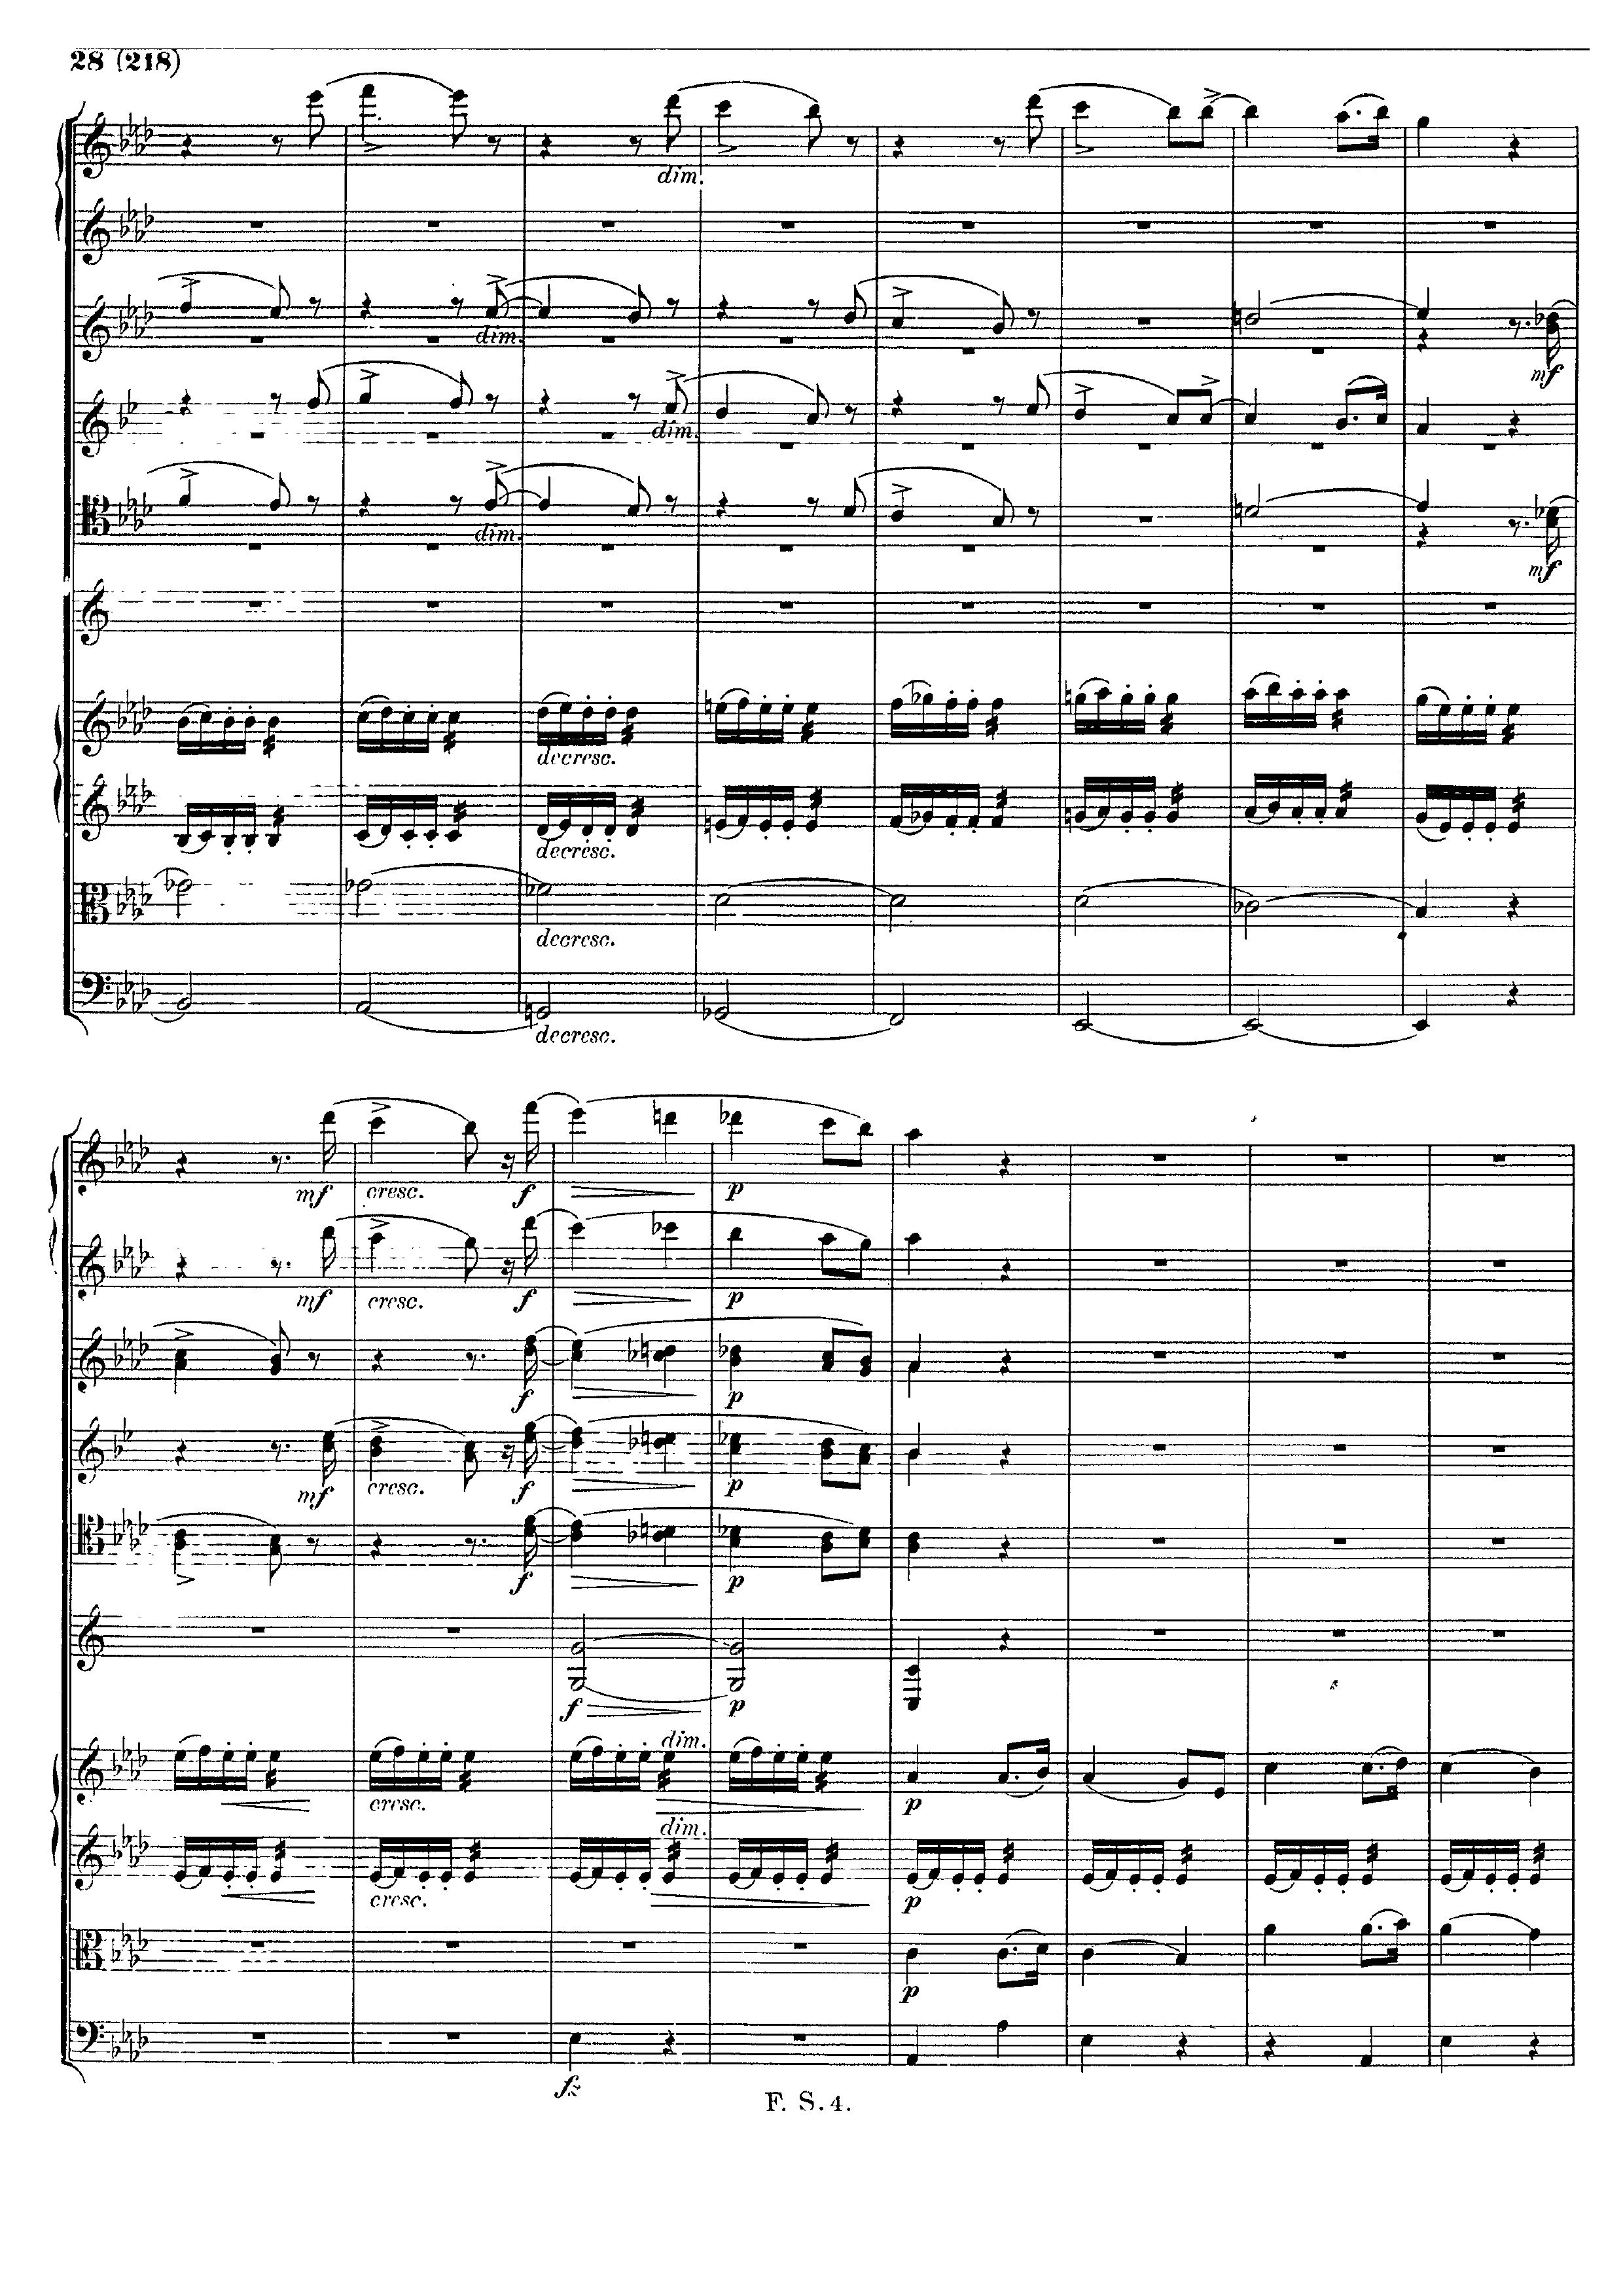 28 (218)
dim.
dim.
mf
dim.
dim.
mf
decresc.
decresc.
decresc.
decresc.
mf cresc. f p
mf cresc. f p
f p
mf cresc. f p
f p
f p
dim.
cresc. p
dim.
cresc. p
p
fz
F. S. 4.